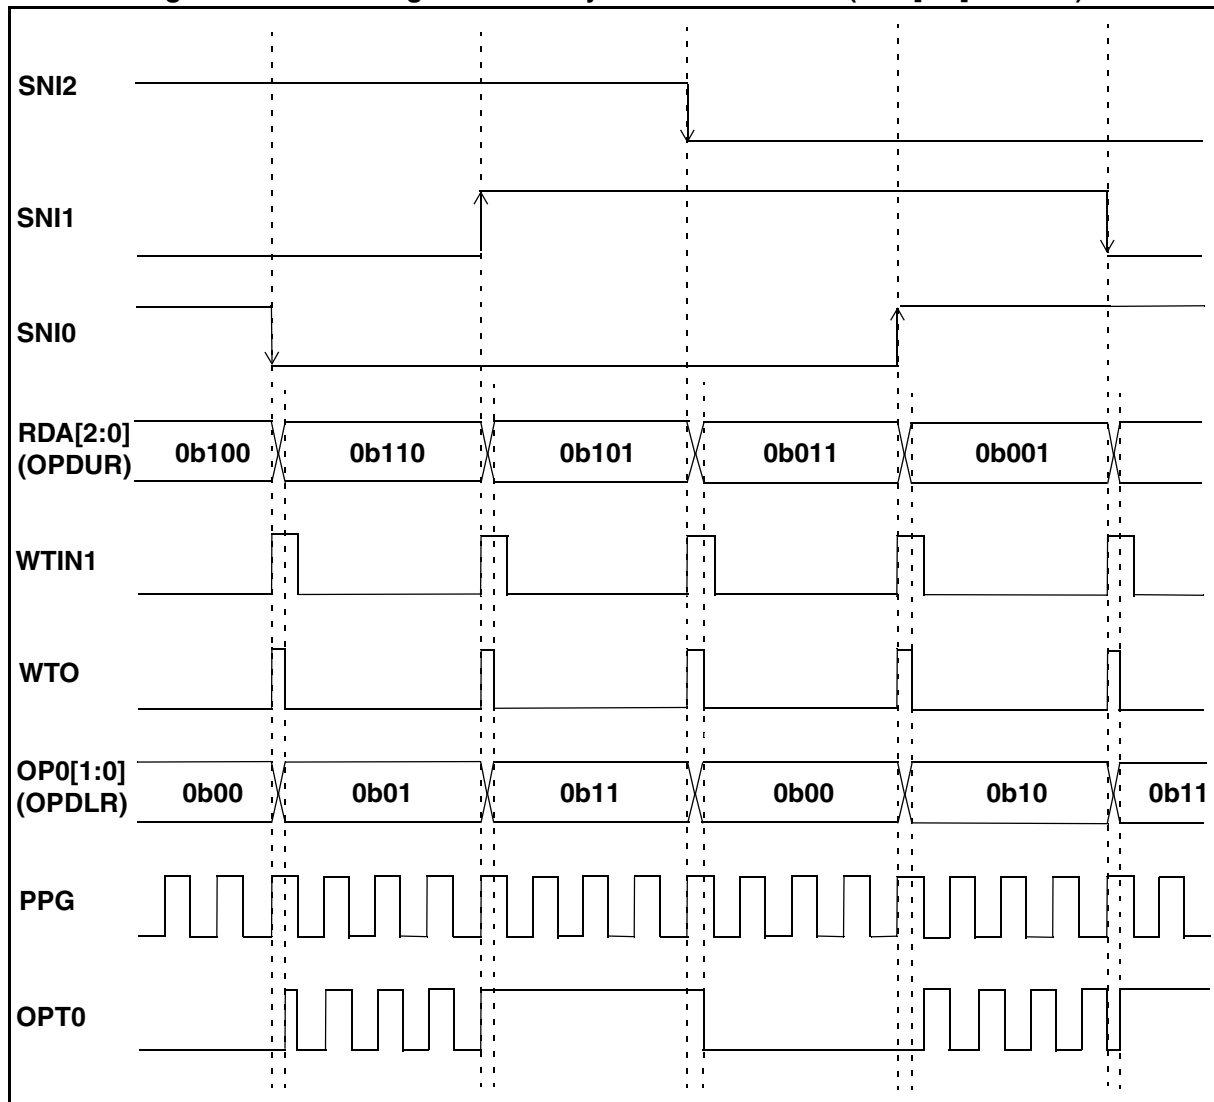 SNI2
SNI1
SNI0
RDA[2:0]
(OPDUR)
0b100 0b110 0b101 0b011 0b001
WTIN1
WTO
OP0[1:0]
(OPDLR)
0b00 0b01 0b11 0b00 0b10 0b11
PPG
OPT0